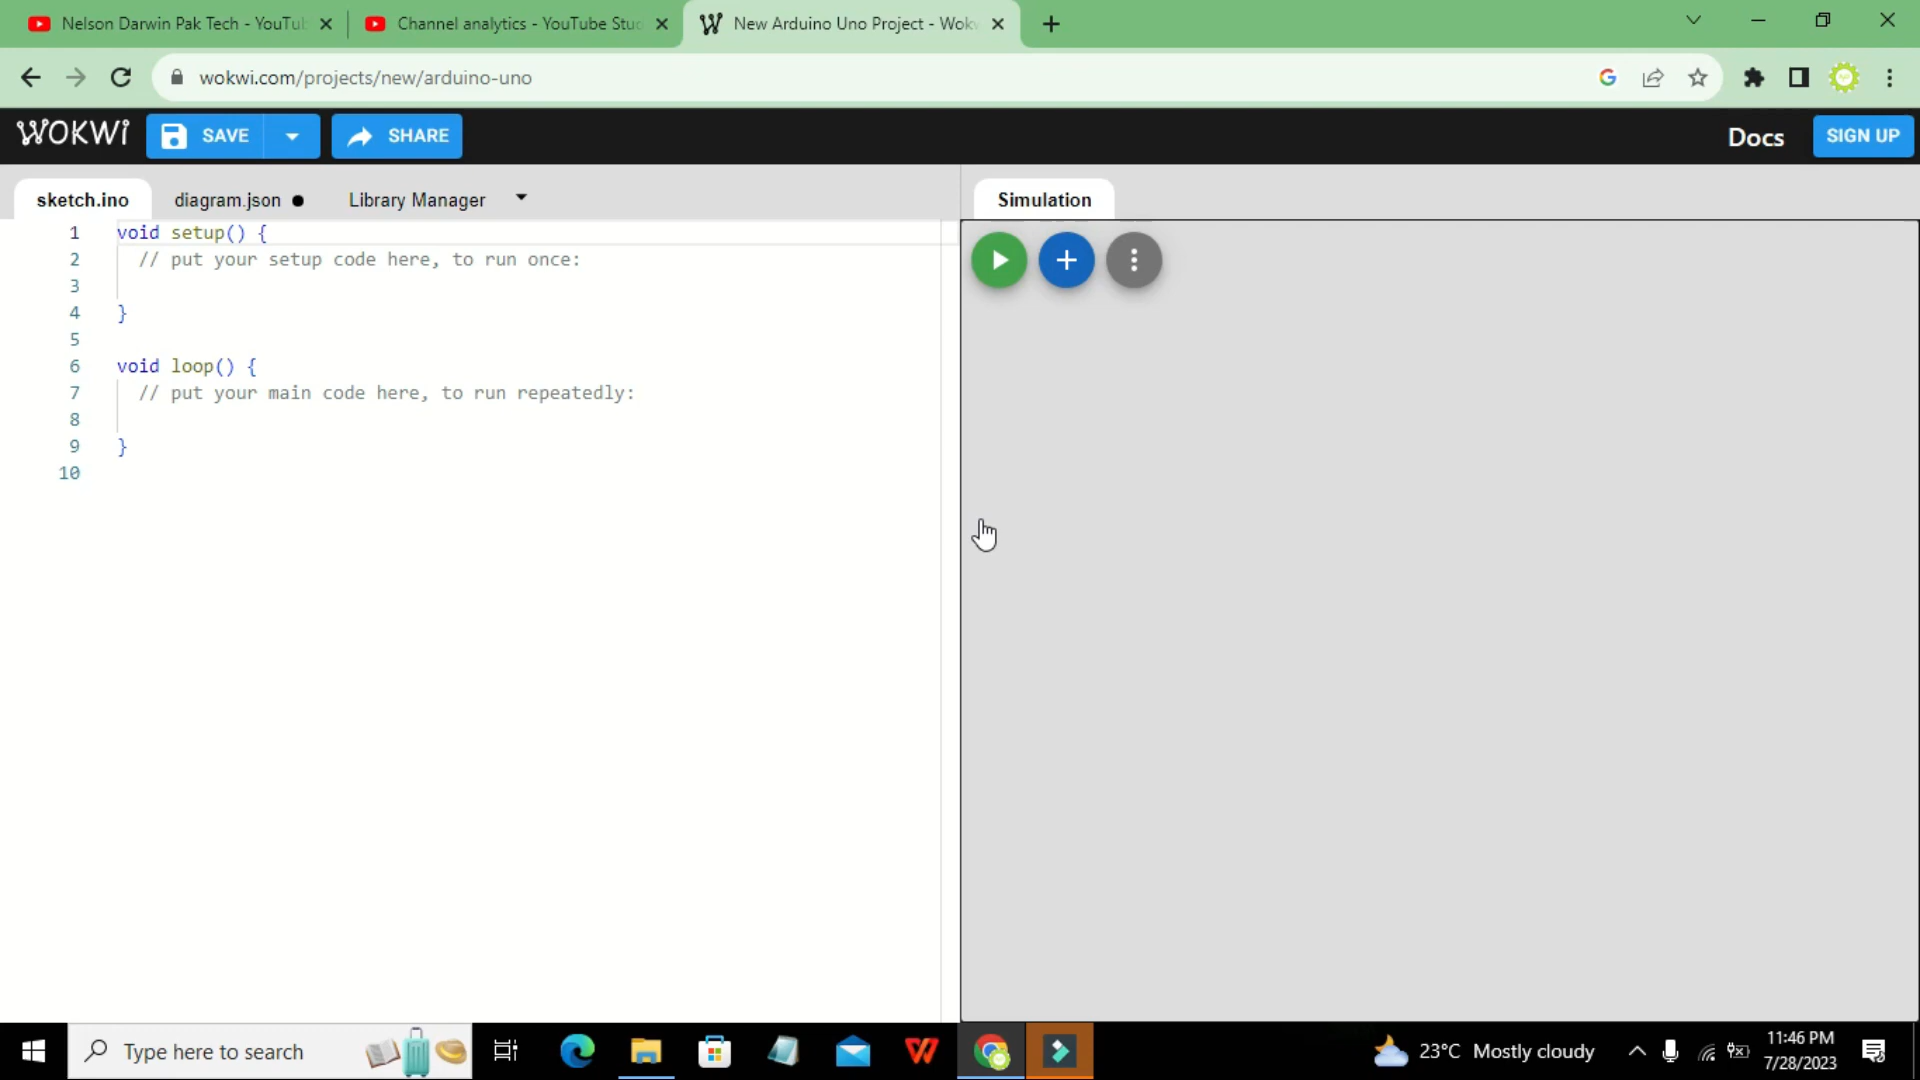 Nelson Darwin Pak Tech - YouTub
Channel analytics - YouTube Stud
New Arduino Uno Project - Wokw
wokwi.com/projects/new/arduino-uno
WOKWI
SAVE
SHARE
Docs
SIGN UP
sketch.ino
diagram.json
Library Manager
Simulation
1 void setup() {
2 // put your setup code here, to run once:
3
4 }
5
6 void loop() {
7 // put your main code here, to run repeatedly:
8
9 }
10
Type here to search
23°C Mostly cloudy
11:46 PM
7/28/2023